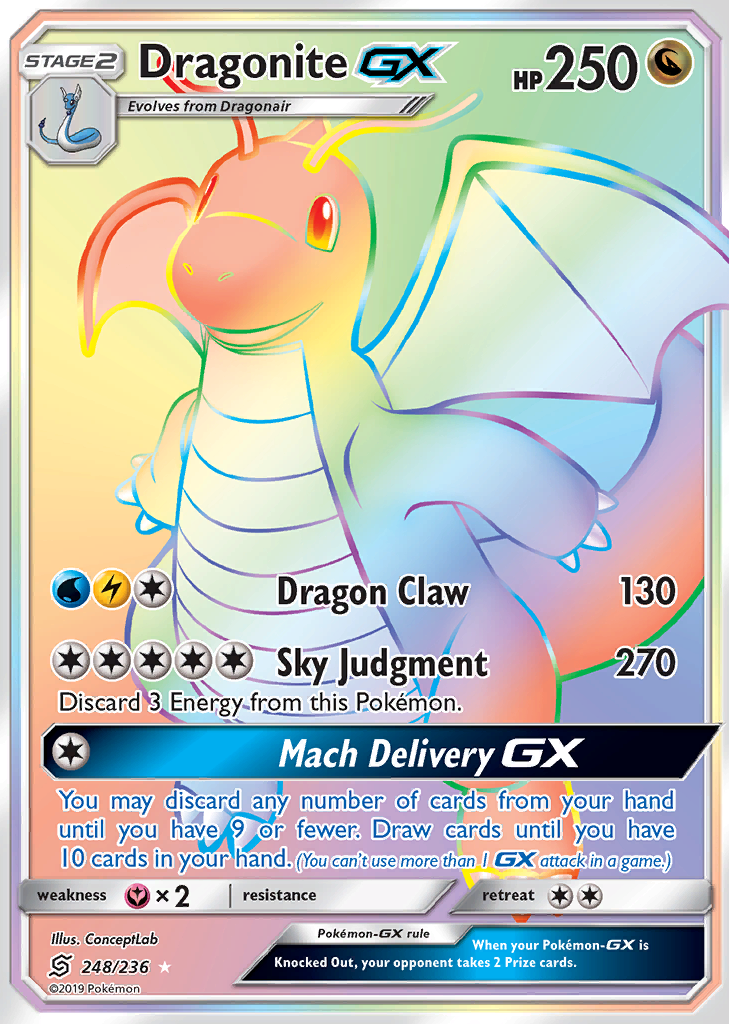 STAGE 2 Dragonite GX HP 250
Evolves from Dragonair
Dragon Claw 130
Sky Judgment 270
Discard 3 Energy from this Pokémon.
Mach Delivery GX
You may discard any number of cards from your hand
until you have 9 or fewer. Draw cards until you have
10 cards in your hand. (You can't use more than 1 GX attack in a game.)
weakness × 2 resistance retreat
Illus. ConceptLab
248/236
©2019 Pokémon
Pokémon-GX rule
When your Pokémon-GX is
Knocked Out, your opponent takes 2 Prize cards.